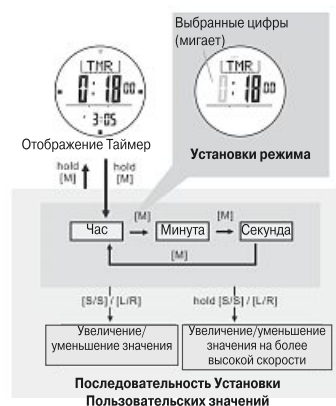 Выбранные цифры
(мигает)
TMR
0:18 00
3:05
TMR
0:18 00
Отображение Таймер
Установки режима
hold
[M]
hold
[M]
[M]
[M]
Час
Минута
Секунда
[M]
[S/S] / [L/R]
hold [S/S] / [L/R]
Увеличение/
уменьшение значения
Увеличение/уменьшение
значения на более
высокой скорости
Последовательность Установки
Пользовательских значений